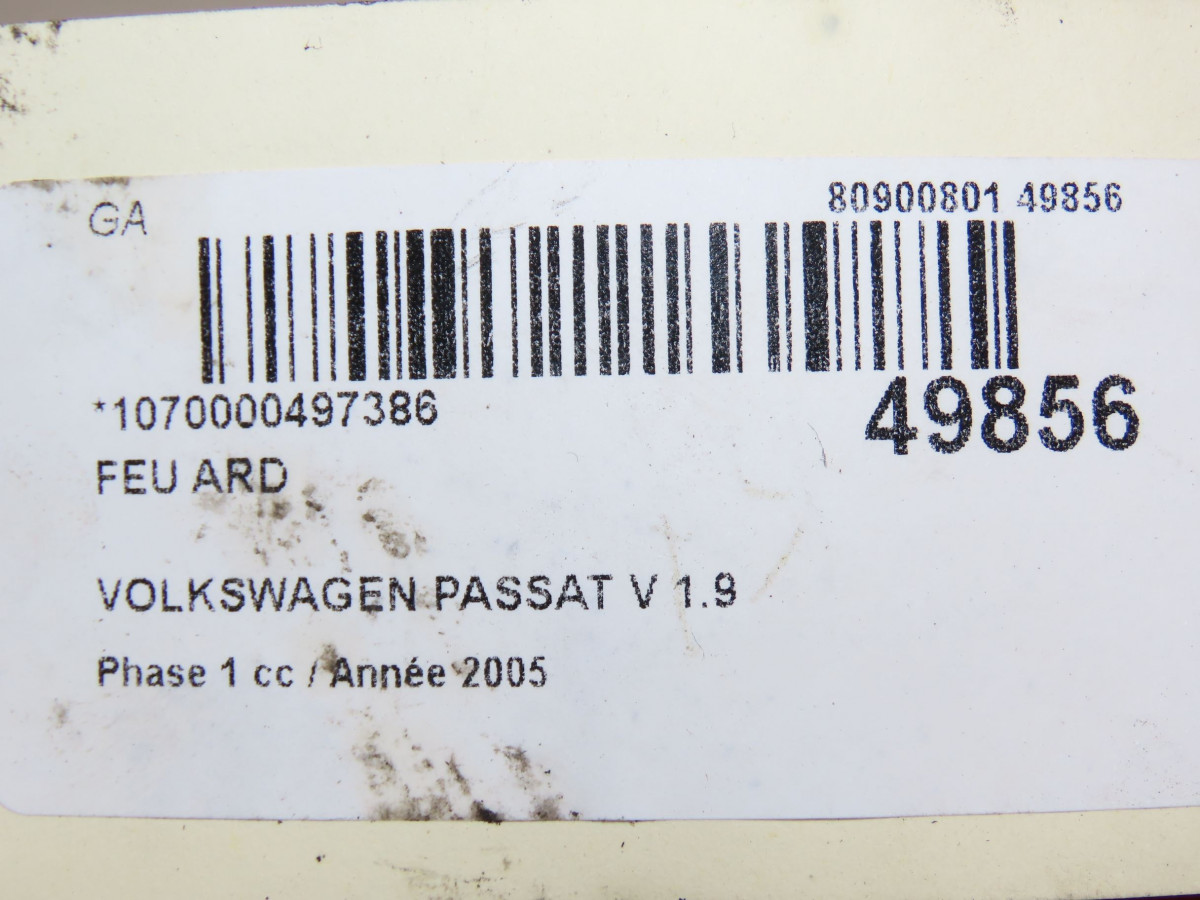 GA
80900801 49856
*1070000497386
49856
FEU ARD
VOLKSWAGEN PASSAT V 1.9
Phase 1 cc / Année 2005